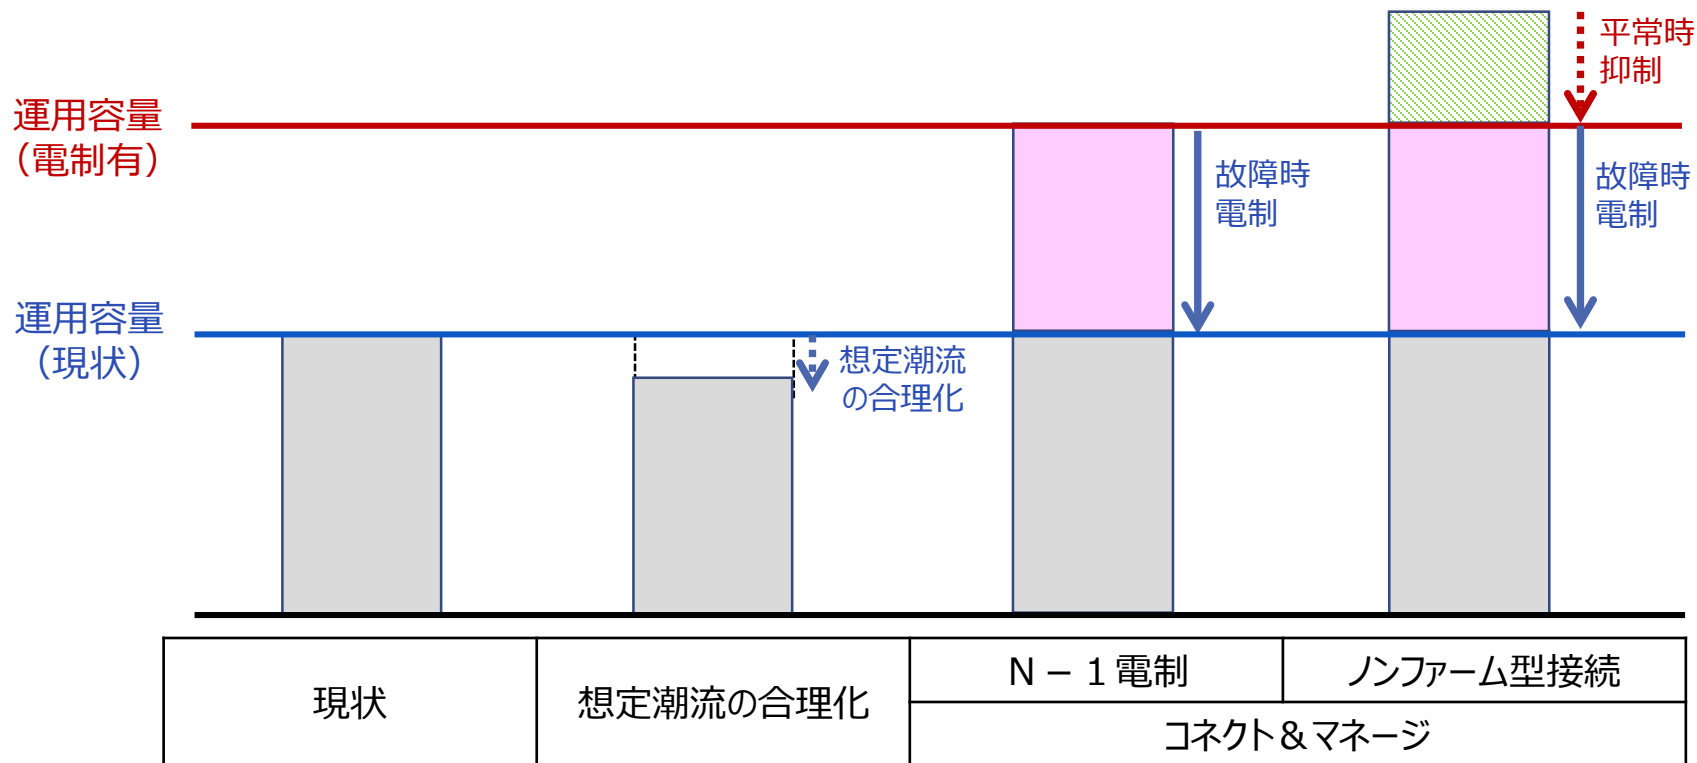 平常時
抑制
運用容量
（電制有）
故障時
電制
故障時
電制
運用容量
（現状）
想定潮流
の合理化
現状
想定潮流の合理化
Ｎ－１電制
ノンファーム型接続
コネクト＆マネージ